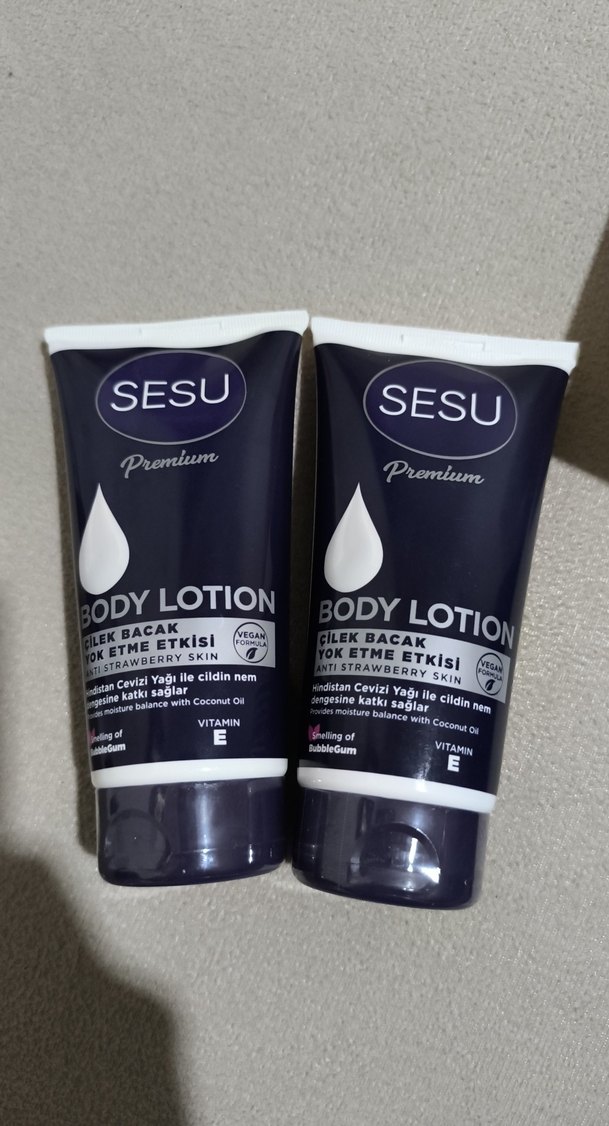 SESU
Premium
BODY LOTION
ÇİLEK BACAK
YOK ETME ETKİSİ
ANTI STRAWBERRY SKIN
VEGAN
FORMULA
Hindistan Cevizi Yağı ile cildin nem
dengesine katkı sağlar
Provides moisture balance with Coconut Oil
Smelling of
BubbleGum
VITAMIN
E
SESU
Premium
BODY LOTION
ÇİLEK BACAK
YOK ETME ETKİSİ
ANTI STRAWBERRY SKIN
VEGAN
FORMULA
Hindistan Cevizi Yağı ile cildin nem
dengesine katkı sağlar
Provides moisture balance with Coconut Oil
Smelling of
BubbleGum
VITAMIN
E